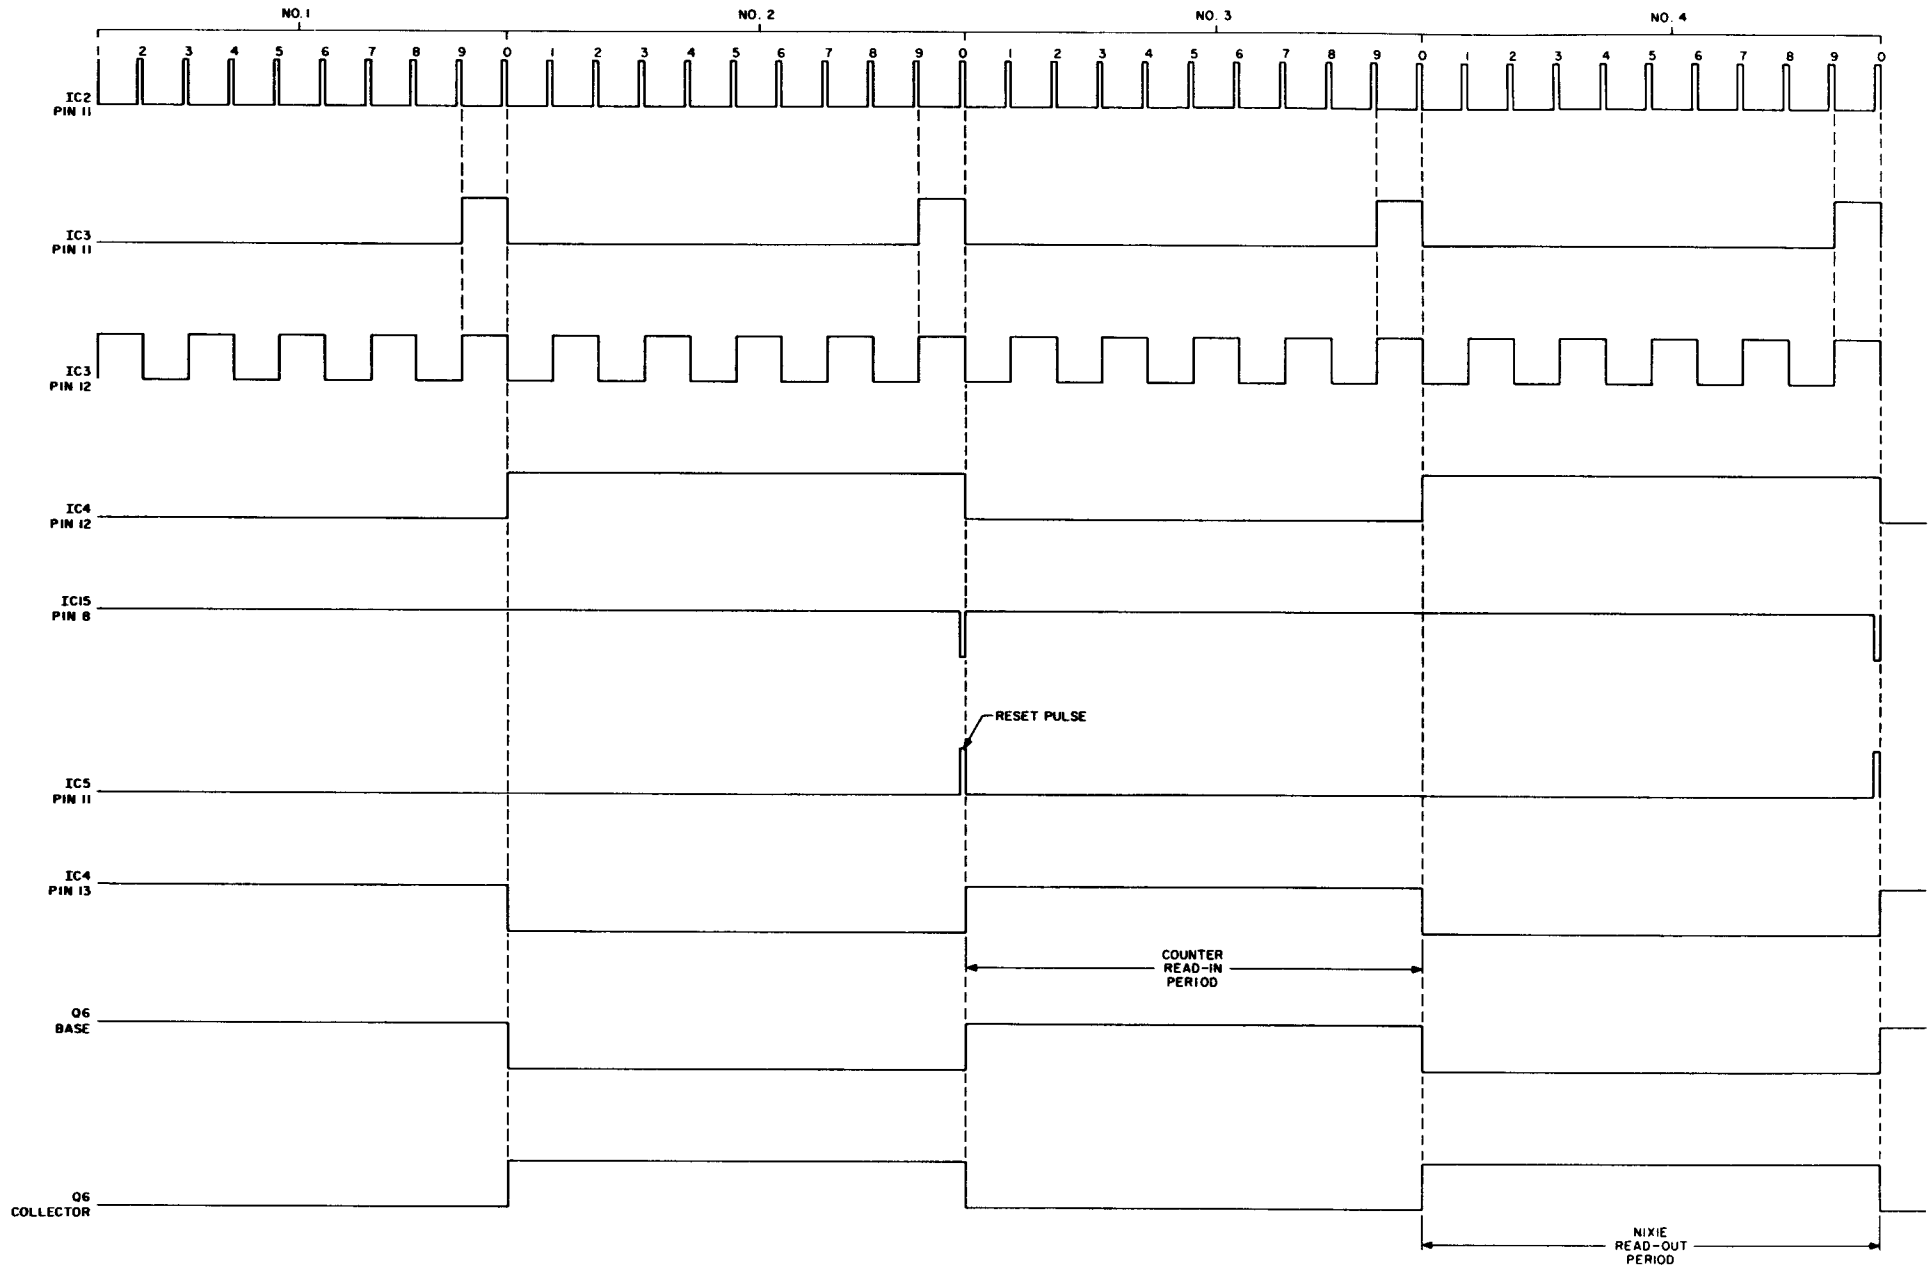 NO.1 NO. 2 NO. 3 NO. 4
1 2 3 4 5 6 7 8 9 0 1 2 3 4 5 6 7 8 9 0 1 2 3 4 5 6 7 8 9 0 1 2 3 4 5 6 7 8 9 0
IC2
PIN 11
IC3
PIN 11
IC3
PIN 12
IC4
PIN 12
IC15
PIN 8
RESET PULSE
IC5
PIN 11
IC4
PIN 13
COUNTER
READ-IN
PERIOD
Q6
BASE
Q6
COLLECTOR
NIXIE
READ-OUT
PERIOD